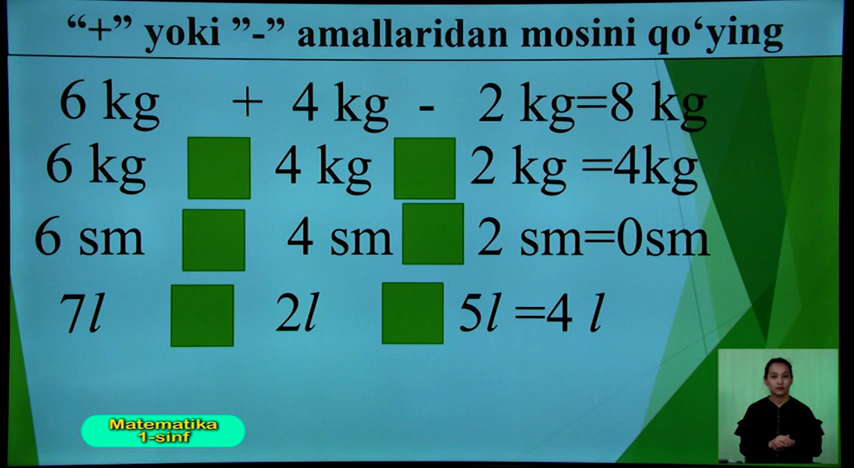 “+” yoki ”-” amallaridan mosini qo‘ying
6 kg + 4 kg - 2 kg=8 kg
6 kg 4 kg 2 kg =4kg
6 sm 4 sm 2 sm=0sm
7l 2l 5l =4 l
Matematika
1-sinf